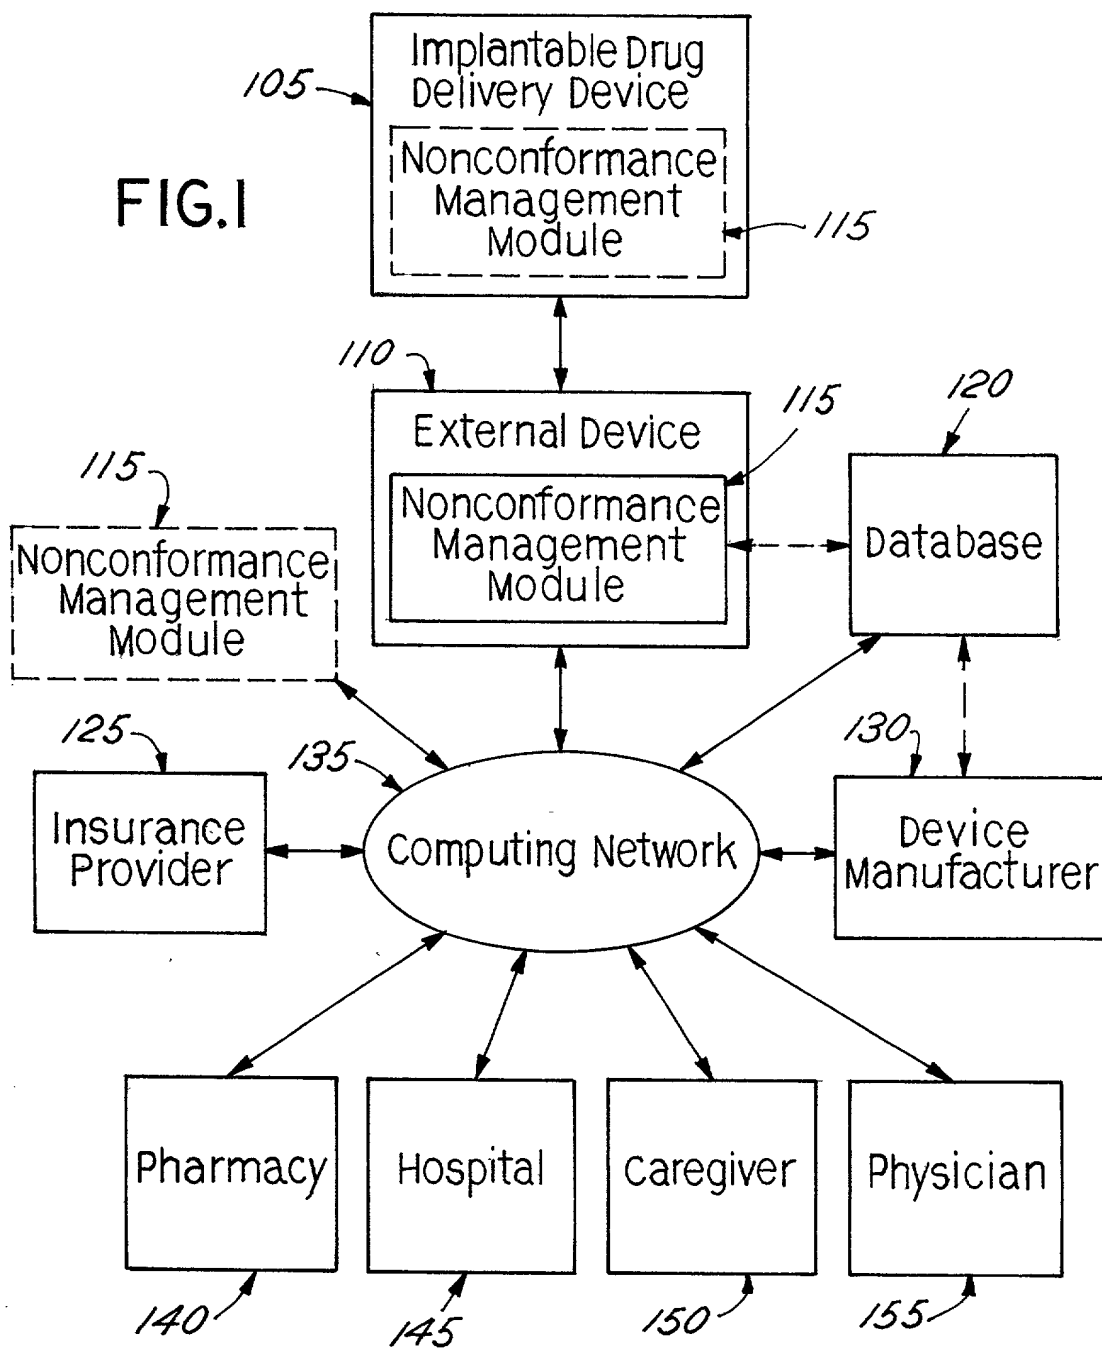 Implantable Drug
Delivery Device
105
Nonconformance
Management
Module
115
FIG.1
110
External Device
115
120
Nonconformance
Management
Module
Database
115
Nonconformance
Management
Module
125
135
130
Insurance
Provider
Computing Network
Device
Manufacturer
Pharmacy
Hospital
Caregiver
Physician
140
145
150
155